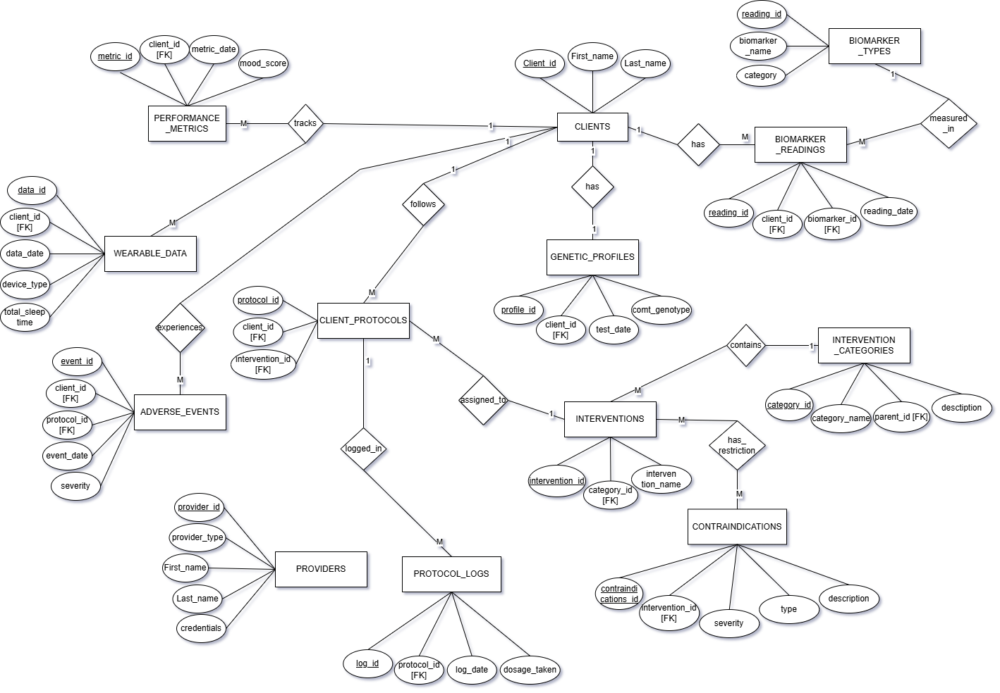 reading_id
biomarker
_name
category
BIOMARKER
_TYPES
1
measured
_in
M
metric_id
client_id
[FK]
metric_date
mood_score
PERFORMANCE
_METRICS
M
tracks
1
Client_id
First_name
Last_name
CLIENTS
1
has
M
BIOMARKER
_READINGS
reading_id
client_id
[FK]
biomarker_id
[FK]
reading_date
1
1
1
has
1
GENETIC_PROFILES
profile_id
client_id
[FK]
test_date
comt_genotype
follows
M
data_id
client_id
[FK]
data_date
device_type
total_sleep
time
M
WEARABLE_DATA
experiences
M
event_id
client_id
[FK]
protocol_id
[FK]
event_date
severity
ADVERSE_EVENTS
protocol_id
client_id
[FK]
intervention_id
[FK]
CLIENT_PROTOCOLS
1
M
assigned_to
1
INTERVENTIONS
M
contains
1
INTERVENTION
_CATEGORIES
category_id
category_name
parent_id [FK]
desctiption
intervention_id
category_id
[FK]
interven
tion_name
M
has_
restriction
M
CONTRAINDICATIONS
contraindi
cations_id
intervention_id
[FK]
severity
type
description
logged_in
M
provider_id
provider_type
First_name
Last_name
credentials
PROVIDERS
PROTOCOL_LOGS
log_id
protocol_id
[FK]
log_date
dosage_taken